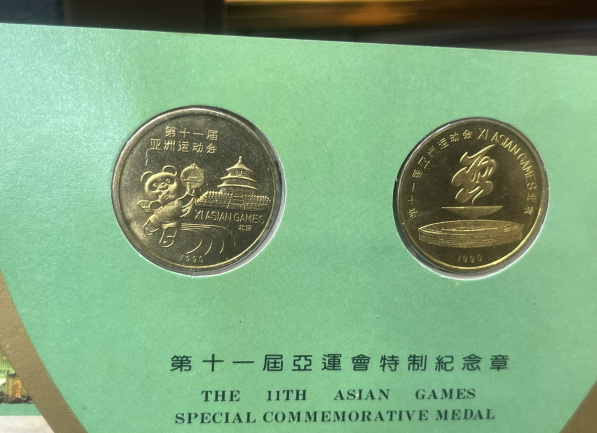 第十一届
亚洲运动会
XI ASIAN GAMES
北京
1990
第十一届亚洲运动会 XI ASIAN GAMES 北京
1990
第十一屆亞運會特制紀念章
THE 11TH ASIAN GAMES
SPECIAL COMMEMORATIVE MEDAL